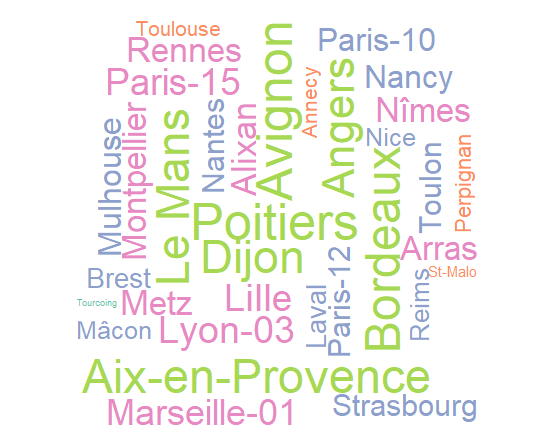 Toulouse
Rennes
Paris-10
Paris-15
Avignon
Angers
Annecy
Nancy
Nîmes
Mulhouse
Montpellier
Le Mans
Nantes
Alixan
Nice
Bordeaux
Toulon
Perpignan
Poitiers
Dijon
Arras
St-Malo
Brest
Tourcoing
Metz
Lille
Laval
Paris-12
Reims
Mâcon
Lyon-03
Aix-en-Provence
Marseille-01
Strasbourg